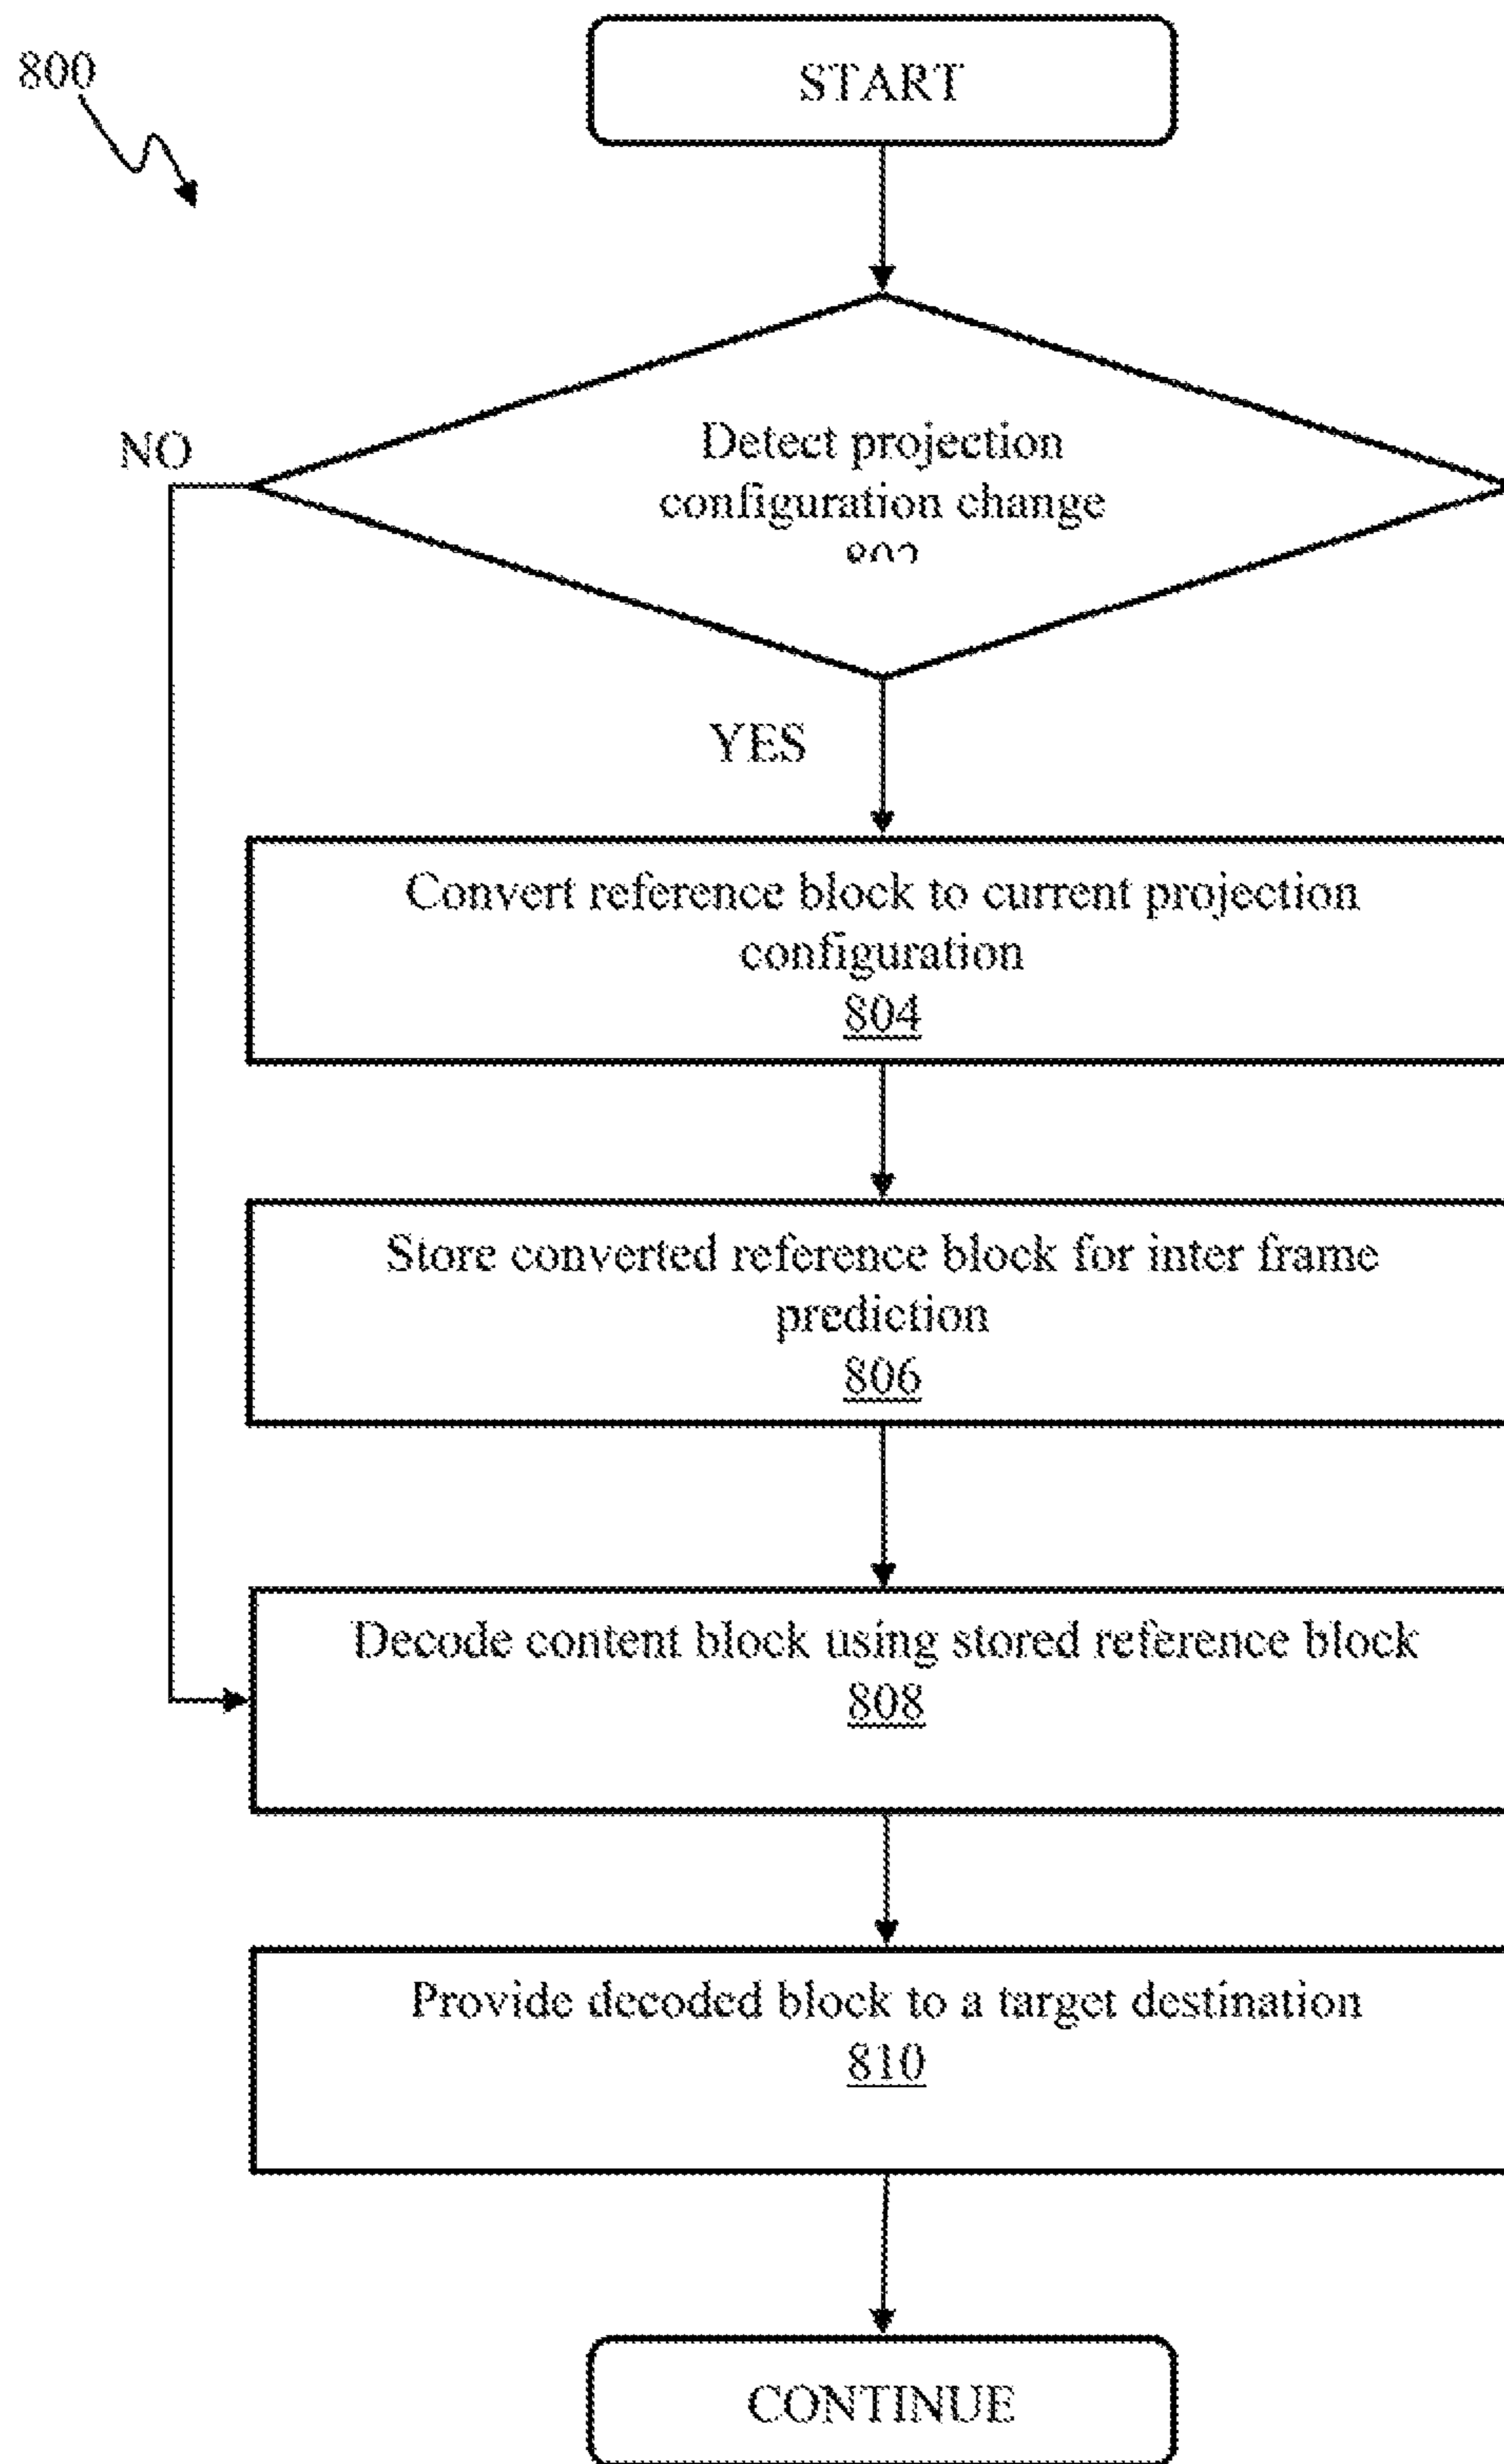 800
START
Detect projection
configuration change
NO
YES
Convert reference block to current projection
configuration
804
Store converted reference block for inter frame
prediction
806
Decode content block using stored reference block
808
Provide decoded block to a target destination
810
CONTINUE